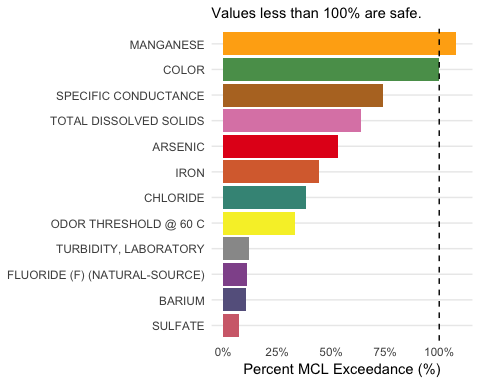 Values less than 100% are safe.
MANGANESE
COLOR
SPECIFIC CONDUCTANCE
TOTAL DISSOLVED SOLIDS
ARSENIC
IRON
CHLORIDE
ODOR THRESHOLD @ 60 C
TURBIDITY, LABORATORY
FLUORIDE (F) (NATURAL-SOURCE)
BARIUM
SULFATE
0% 25% 50% 75% 100%
Percent MCL Exceedance (%)